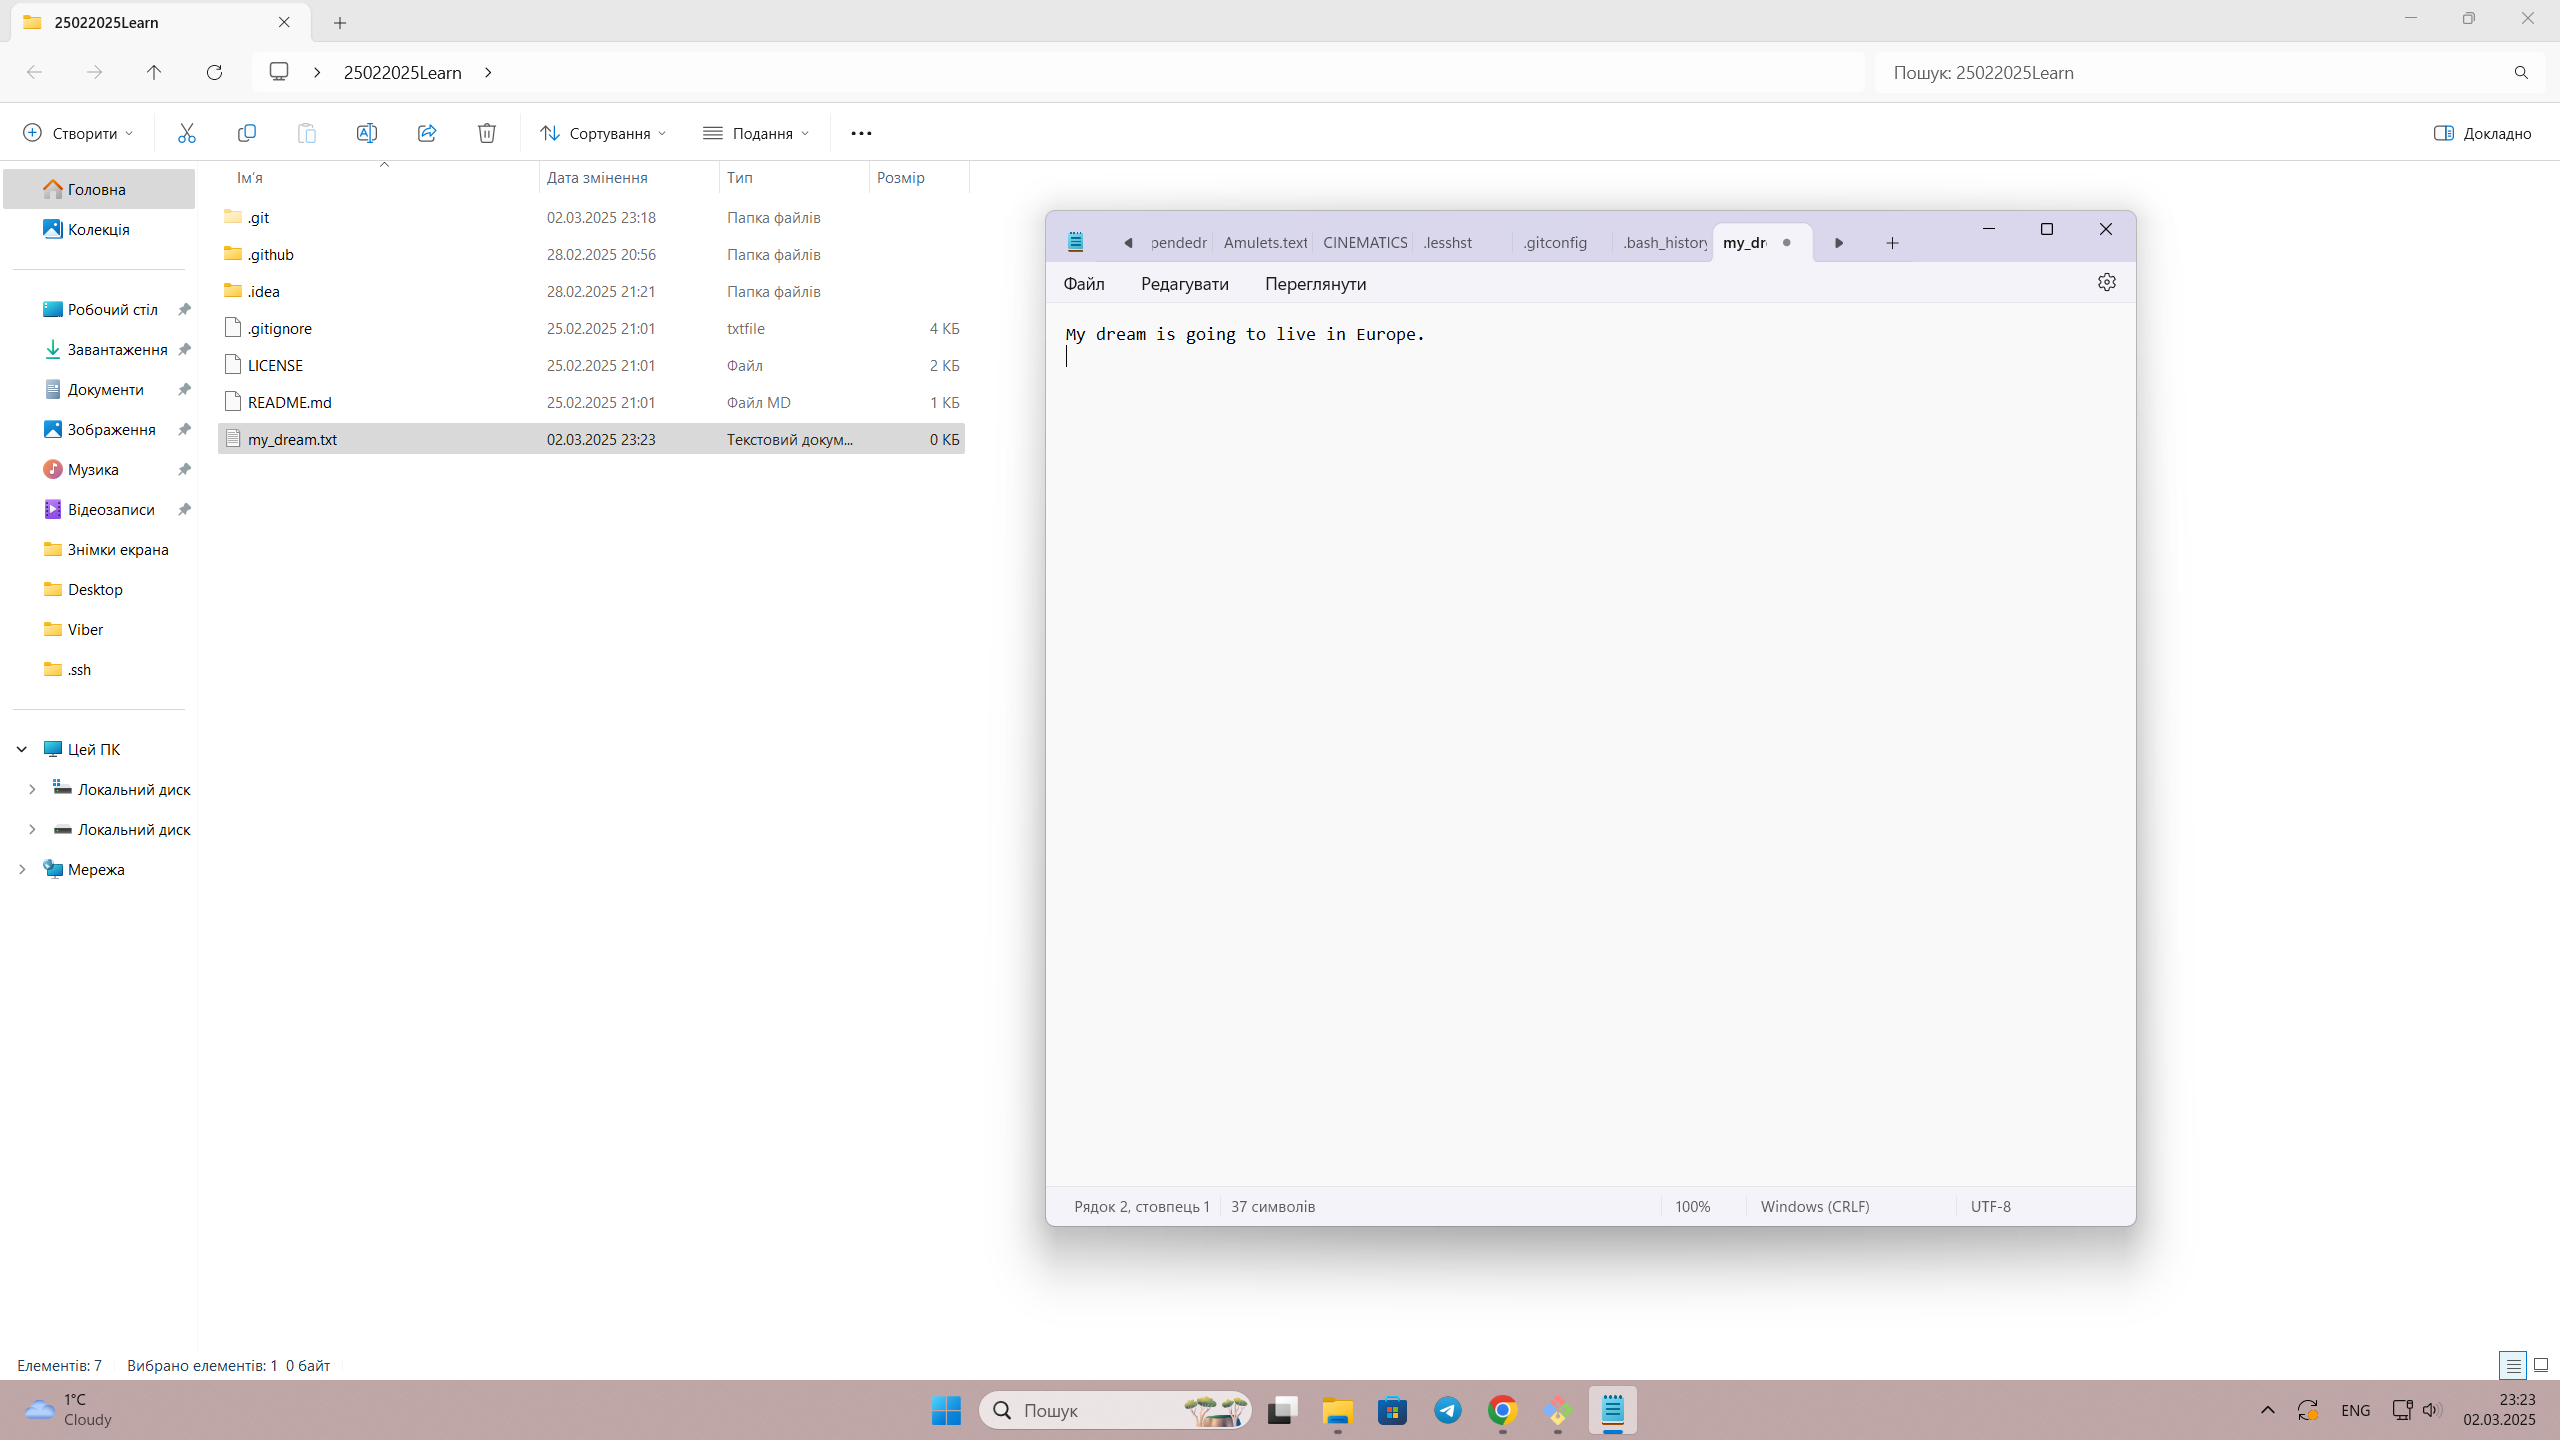 25022025Learn
25022025Learn
Пошук: 25022025Learn
Створити
Сортування
Подання
Докладно
Ім'я
Дата змінення
Тип
Розмір
Головна
Колекція
Робочий стіл
Завантаження
Документи
Зображення
Музика
Відеозаписи
Знімки екрана
Desktop
Viber
.ssh
Цей ПК
Локальний диск
Локальний диск
Мережа
.git 02.03.2025 23:18 Папка файлів
.github 28.02.2025 20:56 Папка файлів
.idea 28.02.2025 21:21 Папка файлів
.gitignore 25.02.2025 21:01 txtfile 4 КБ
LICENSE 25.02.2025 21:01 Файл 2 КБ
README.md 25.02.2025 21:01 Файл MD 1 КБ
my_dream.txt 02.03.2025 23:23 Текстовий докум... 0 КБ
pendedr Amulets.text CINEMATICS .lesshst .gitconfig .bash_history my_dr
Файл Редагувати Переглянути
My dream is going to live in Europe.
Рядок 2, стовпець 1 37 символів 100% Windows (CRLF) UTF-8
Елементів: 7 Вибрано елементів: 1 0 байт
1°C
Cloudy
Пошук
ENG
23:23
02.03.2025